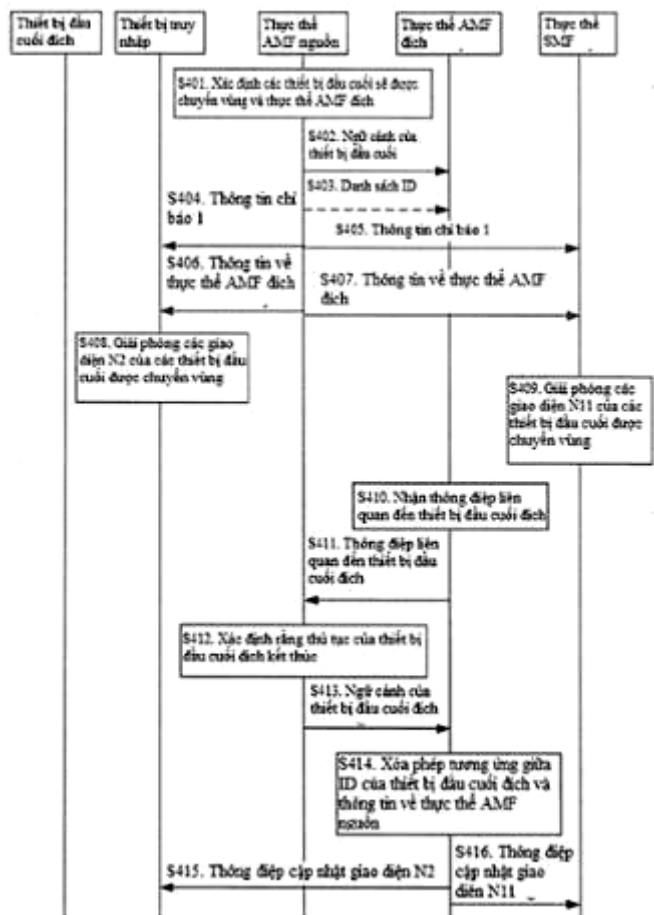 Thiết bị đầu
cuối đích
Thiết bị truy
nhập
Thực thể
AMF nguồn
Thực thể AMF
đích
Thực thể
SMF
S401. Xác định các thiết bị đầu cuối sẽ được
chuyển vùng và thực thể AMF đích
S402. Ngữ cảnh của
thiết bị đầu cuối
S403. Danh sách ID
S404. Thông tin chỉ
báo 1
S405. Thông tin chỉ báo 1
S406. Thông tin về
thực thể AMF đích
S407. Thông tin về thực thể AMF
đích
S408. Giải phóng các giao
diện N2 của các thiết bị đầu
cuối được chuyển vùng
S409. Giải phóng các
giao diện N11 của các
thiết bị đầu cuối được
chuyển vùng
S410. Nhận thông điệp liên
quan đến thiết bị đầu cuối đích
S411. Thông điệp liên
quan đến thiết bị đầu
cuối đích
S412. Xác định rằng thủ tục của thiết bị
đầu cuối đích kết thúc
S413. Ngữ cảnh của
thiết bị đầu cuối đích
S414. Xóa phép tương ứng giữa
ID của thiết bị đầu cuối đích và
thông tin về thực thể AMF
nguồn
S415. Thông điệp cập nhật giao diện N2
S416. Thông điệp
cập nhật giao
diện N11